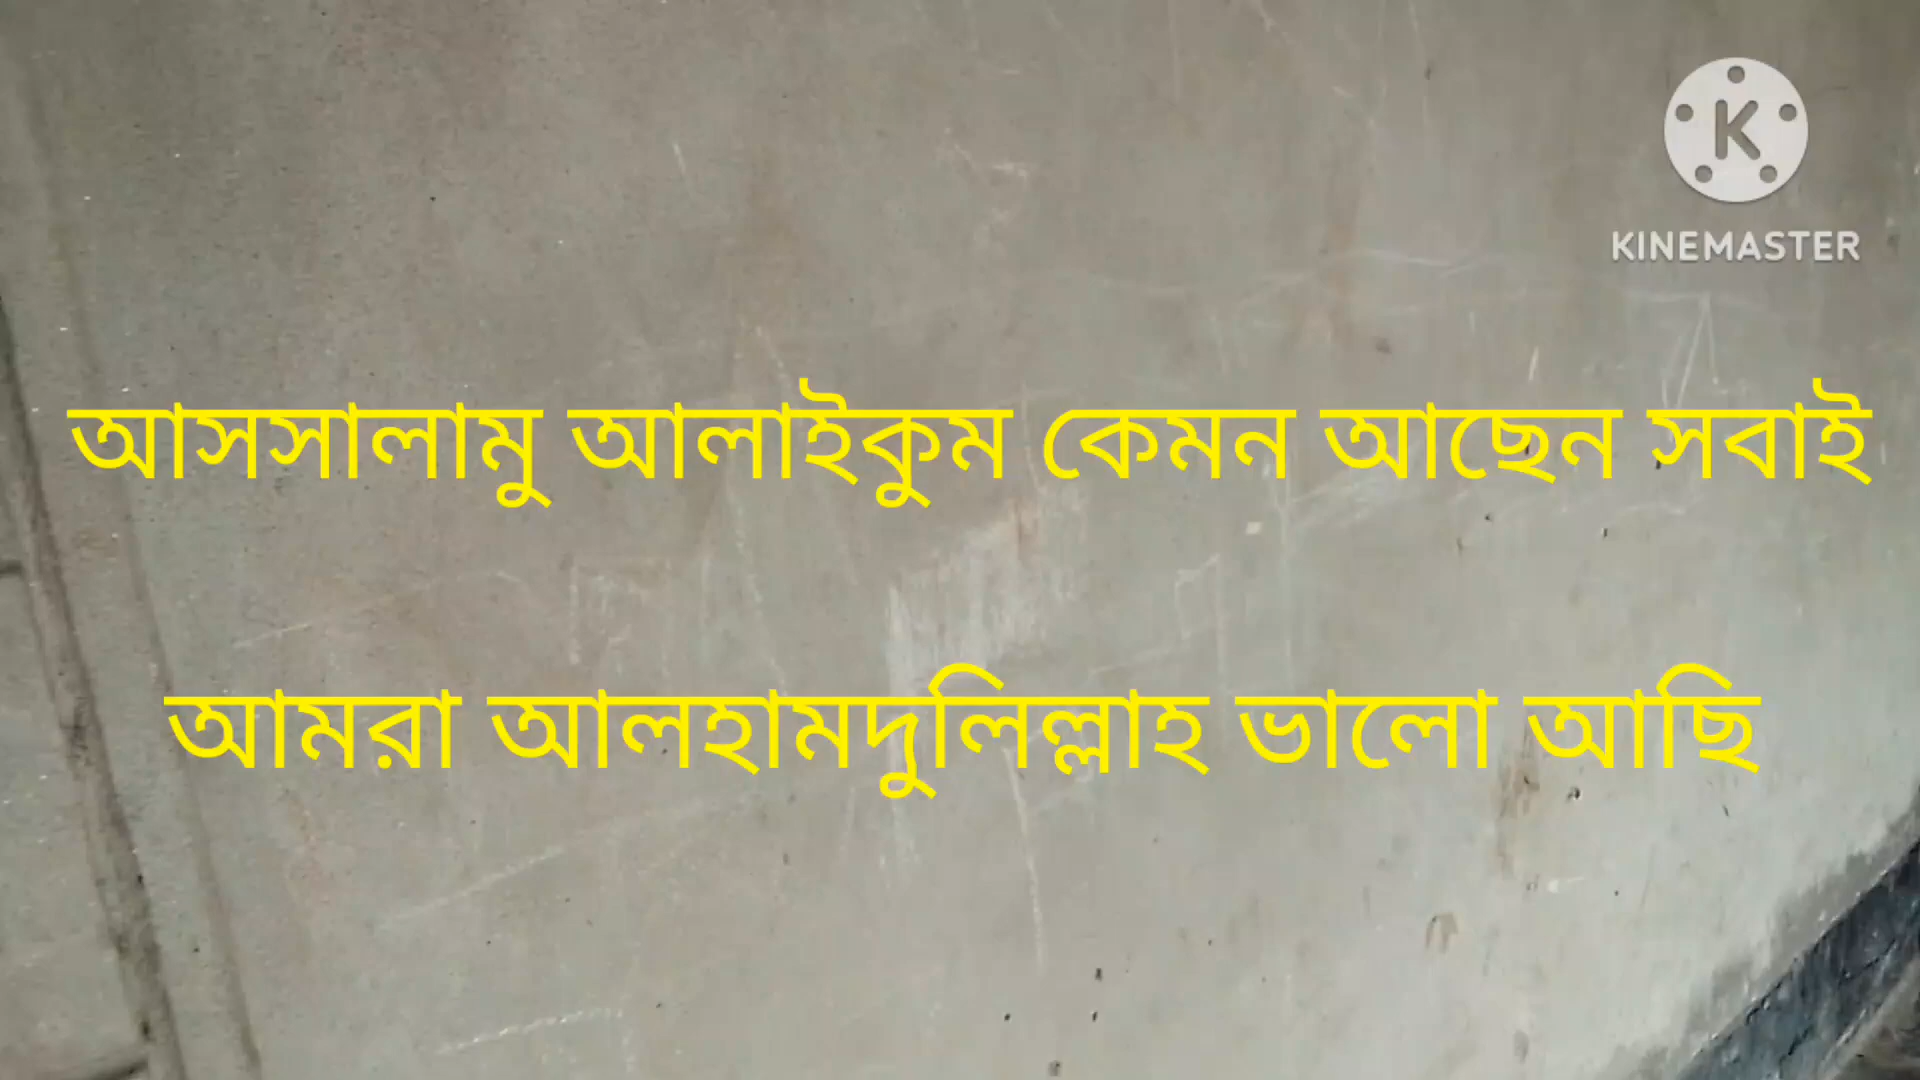 KINEMASTER
আসসালামু আলাইকুম কেমন আছেন সবাই
আমরা আলহামদুলিল্লাহ ভালো আছি